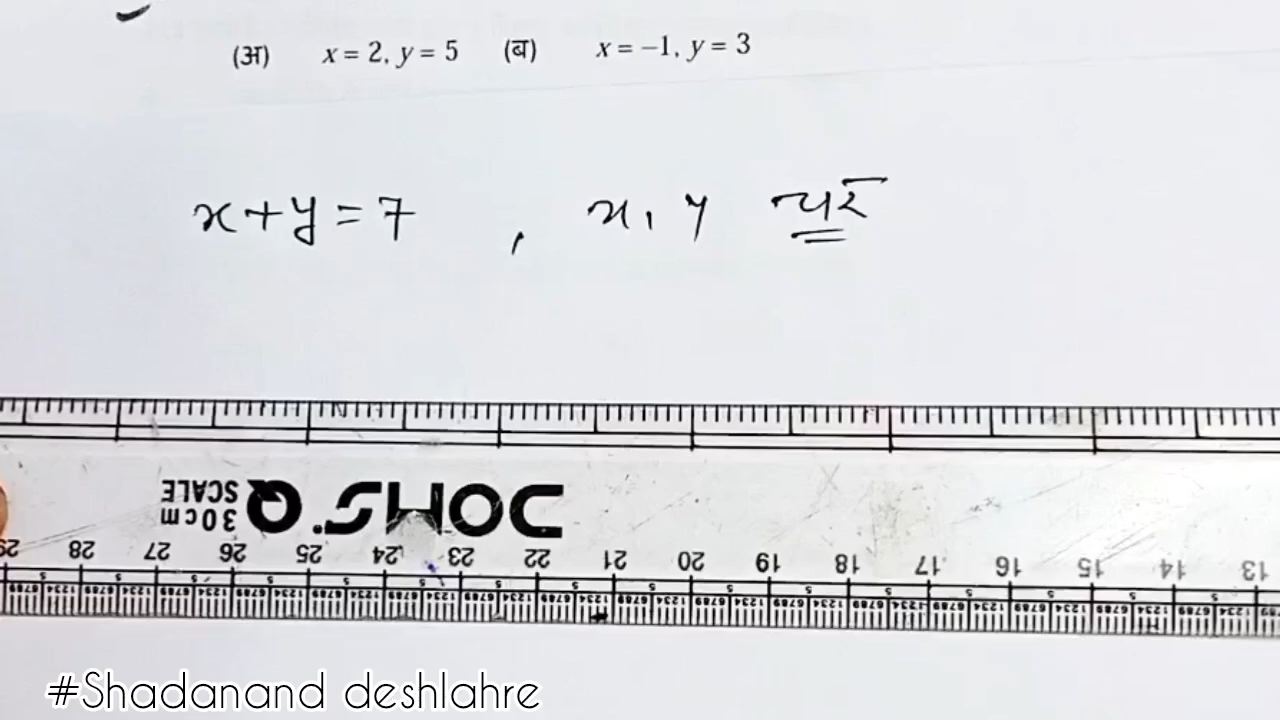 (अ) x = 2, y = 5 (ब) x = −1, y = 3
x + y = 7 , x, y चर
DOMS Q
30cm SCALE
29 28 27 26 25 24 23 22 21 20 19 18 17 16 15 14 13
#Shadanand deshlahre